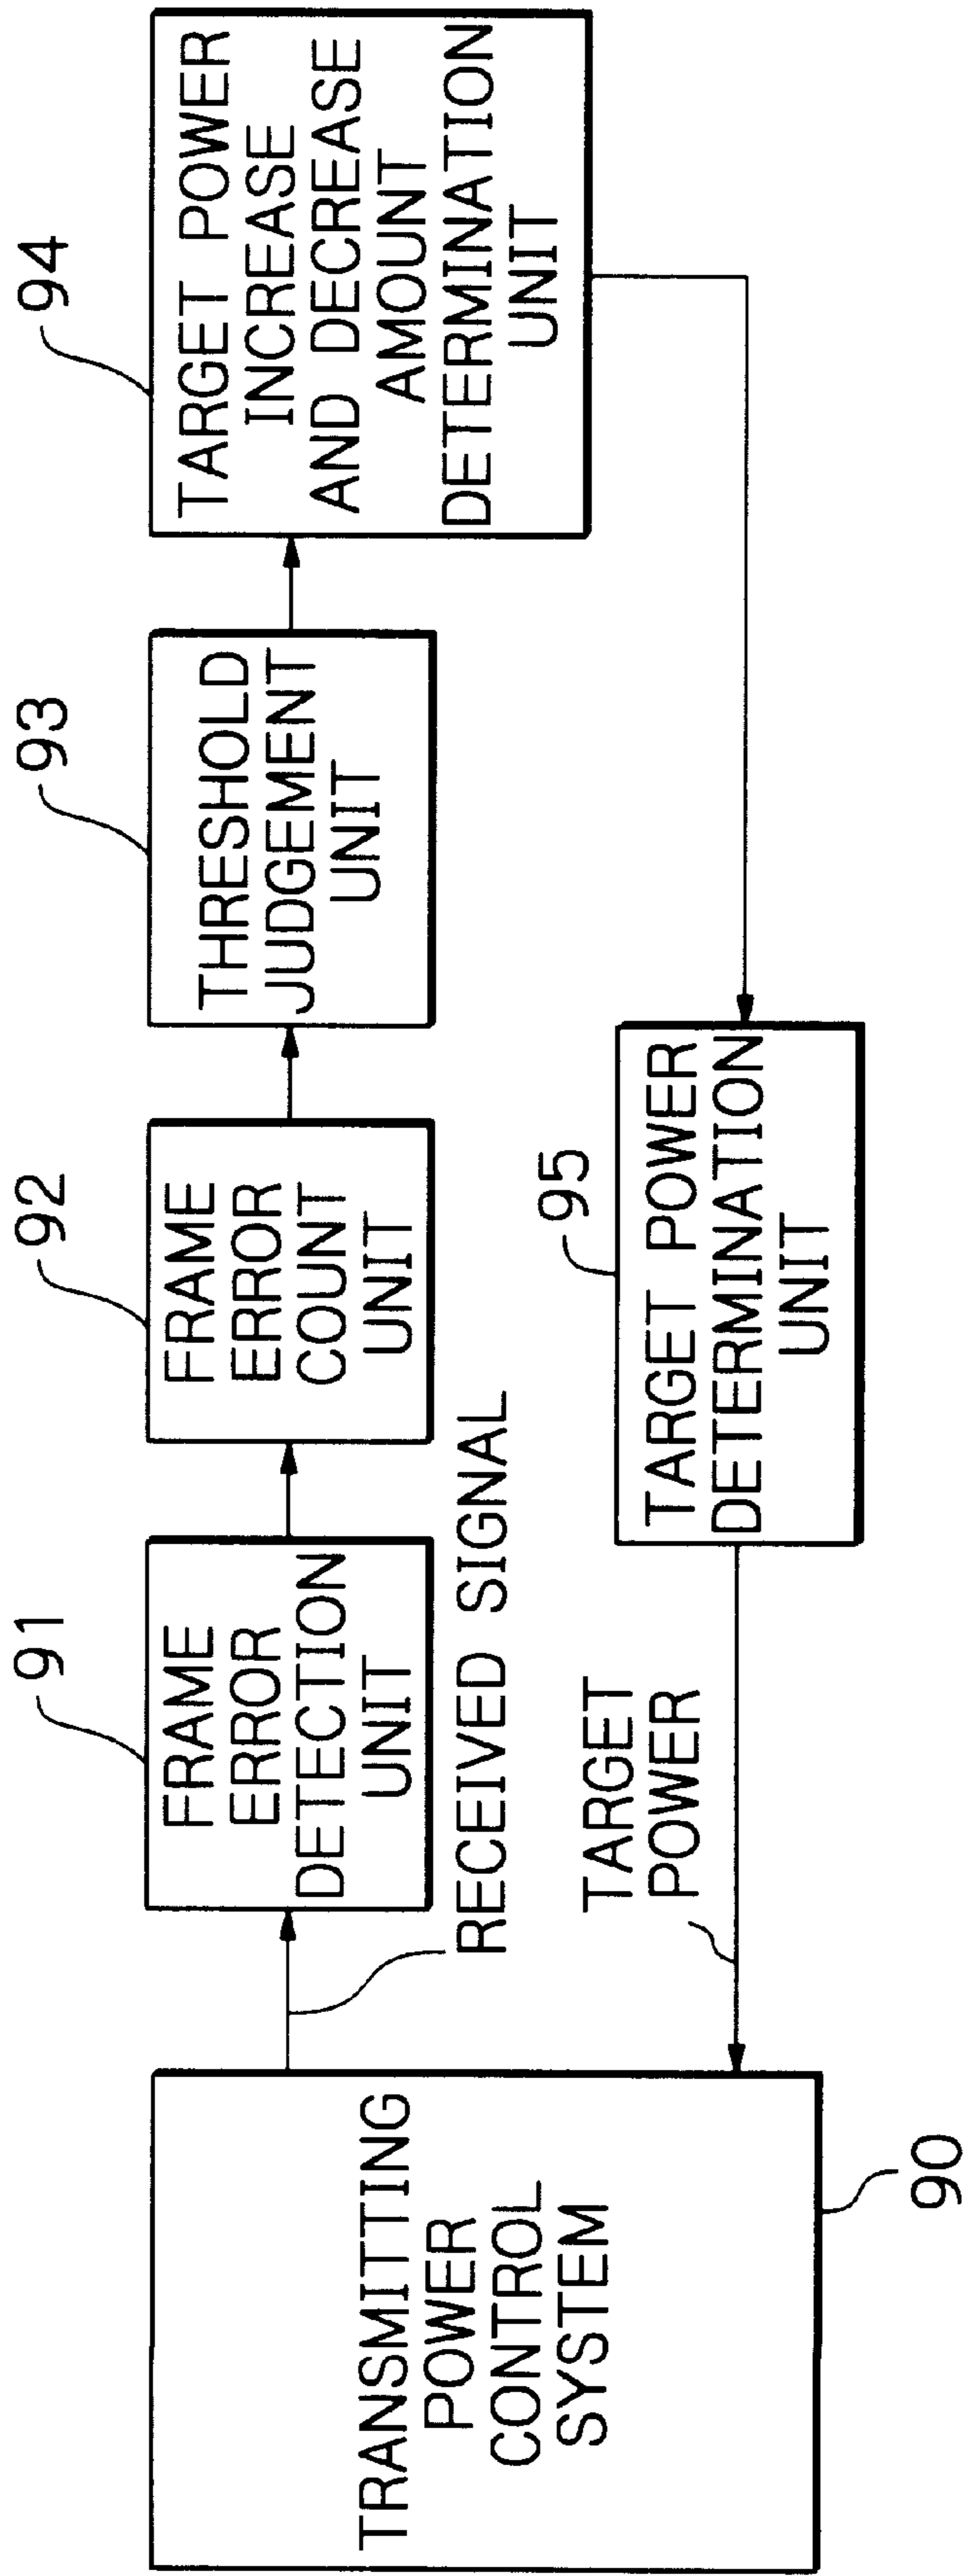 94
TARGET POWER
INCREASE
AND DECREASE
AMOUNT
DETERMINATION
UNIT
93
THRESHOLD
JUDGEMENT
UNIT
92
FRAME
ERROR
COUNT
UNIT
91
FRAME
ERROR
DETECTION
UNIT
RECEIVED SIGNAL
95
TARGET POWER
DETERMINATION
UNIT
TARGET
POWER
TRANSMITTING
POWER
CONTROL
SYSTEM
90